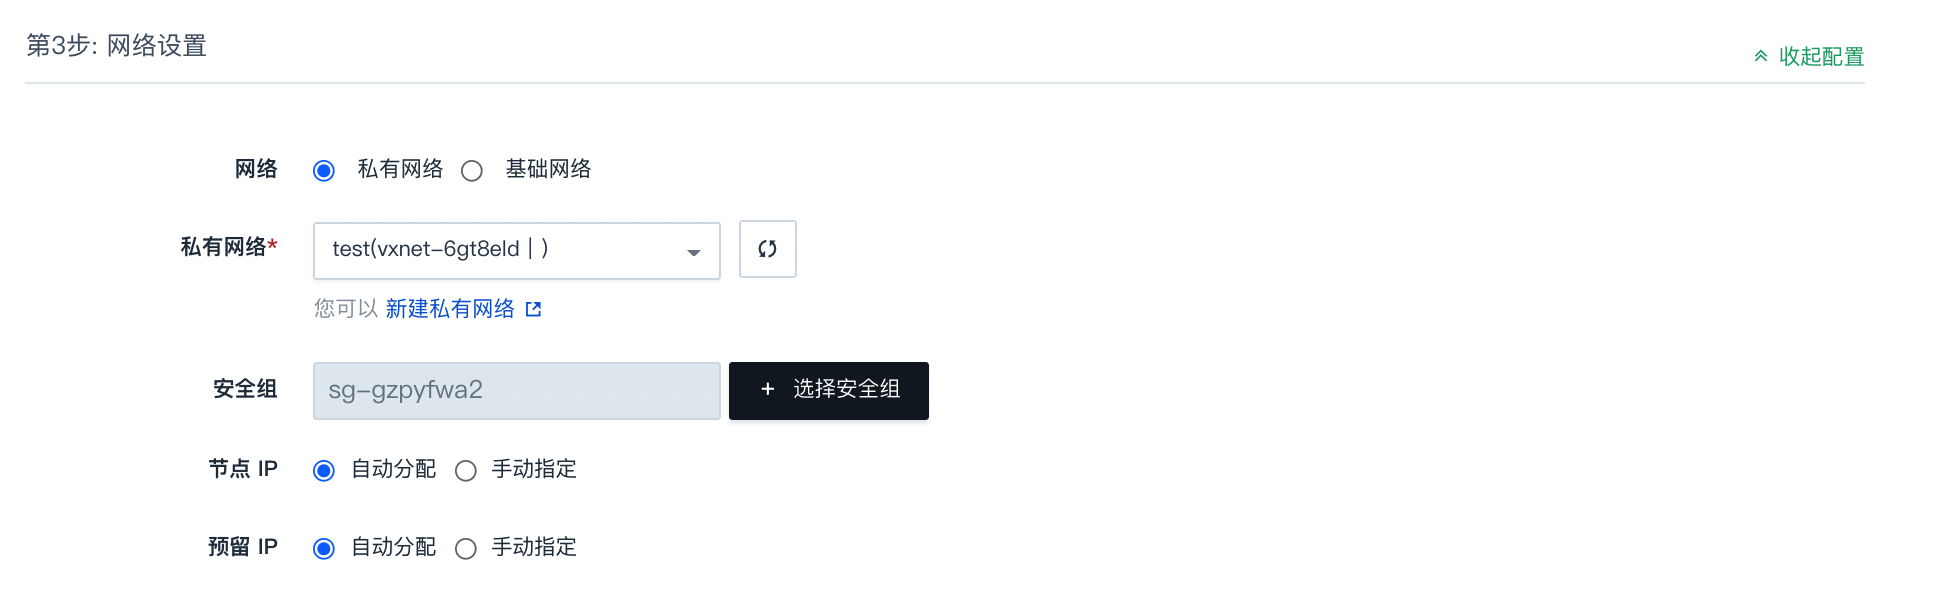 第3步: 网络设置
收起配置
网络 私有网络 基础网络
私有网络* test(vxnet-6gt8eld | )
您可以 新建私有网络
安全组 sg-gzpyfwa2 + 选择安全组
节点 IP 自动分配 手动指定
预留 IP 自动分配 手动指定